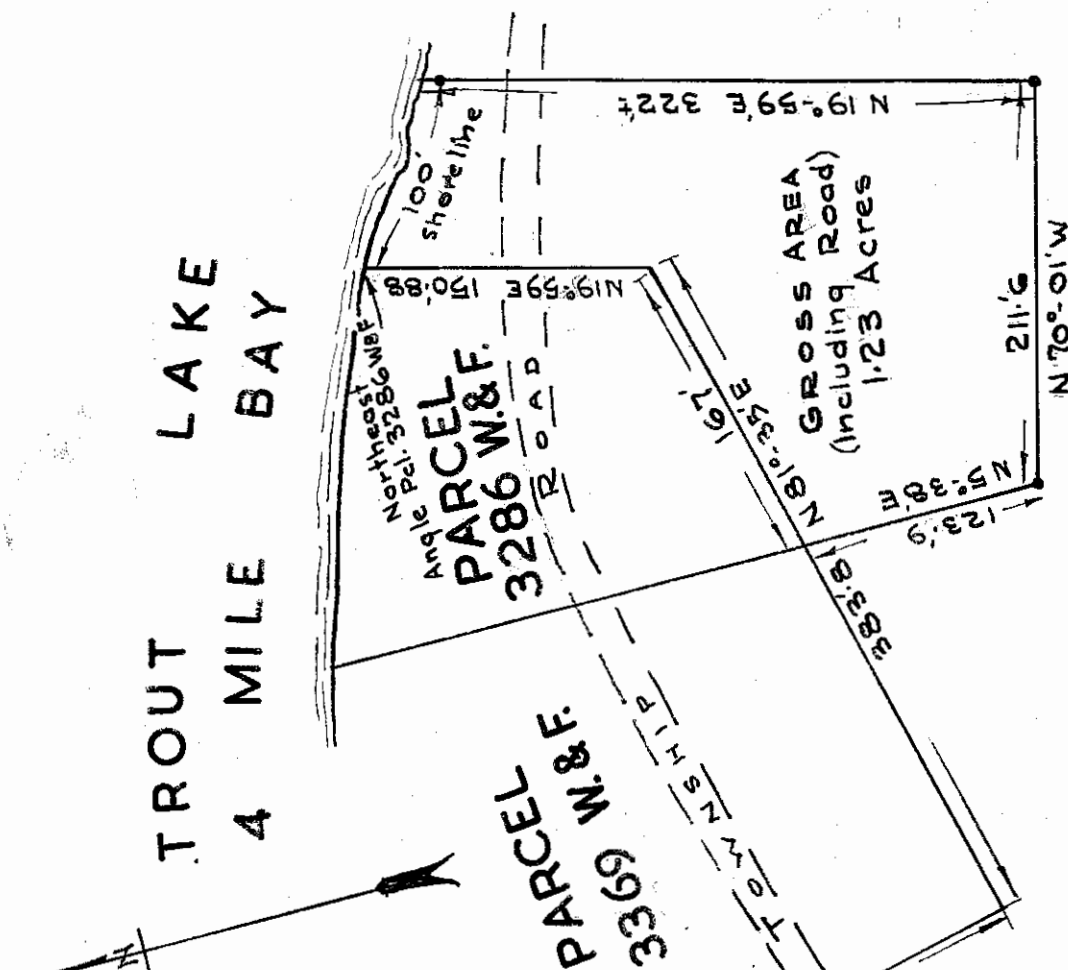 TROUT LAKE
4 MILE BAY
100'
shoreline
N19°-59'E 322'±
N19°-59E 150'.88
Northeast
Angle Pcl. 3286 W&F
PARCEL
3286 W.&F.
ROAD
GROSS AREA
(Including Road)
1.23 Acres
167'
N 81°-35'E
211.'6
N 70°-01'W
N5°-38'E
123.'9
383'.8
PARCEL
3369 W.&F.
TOWNSHIP
N